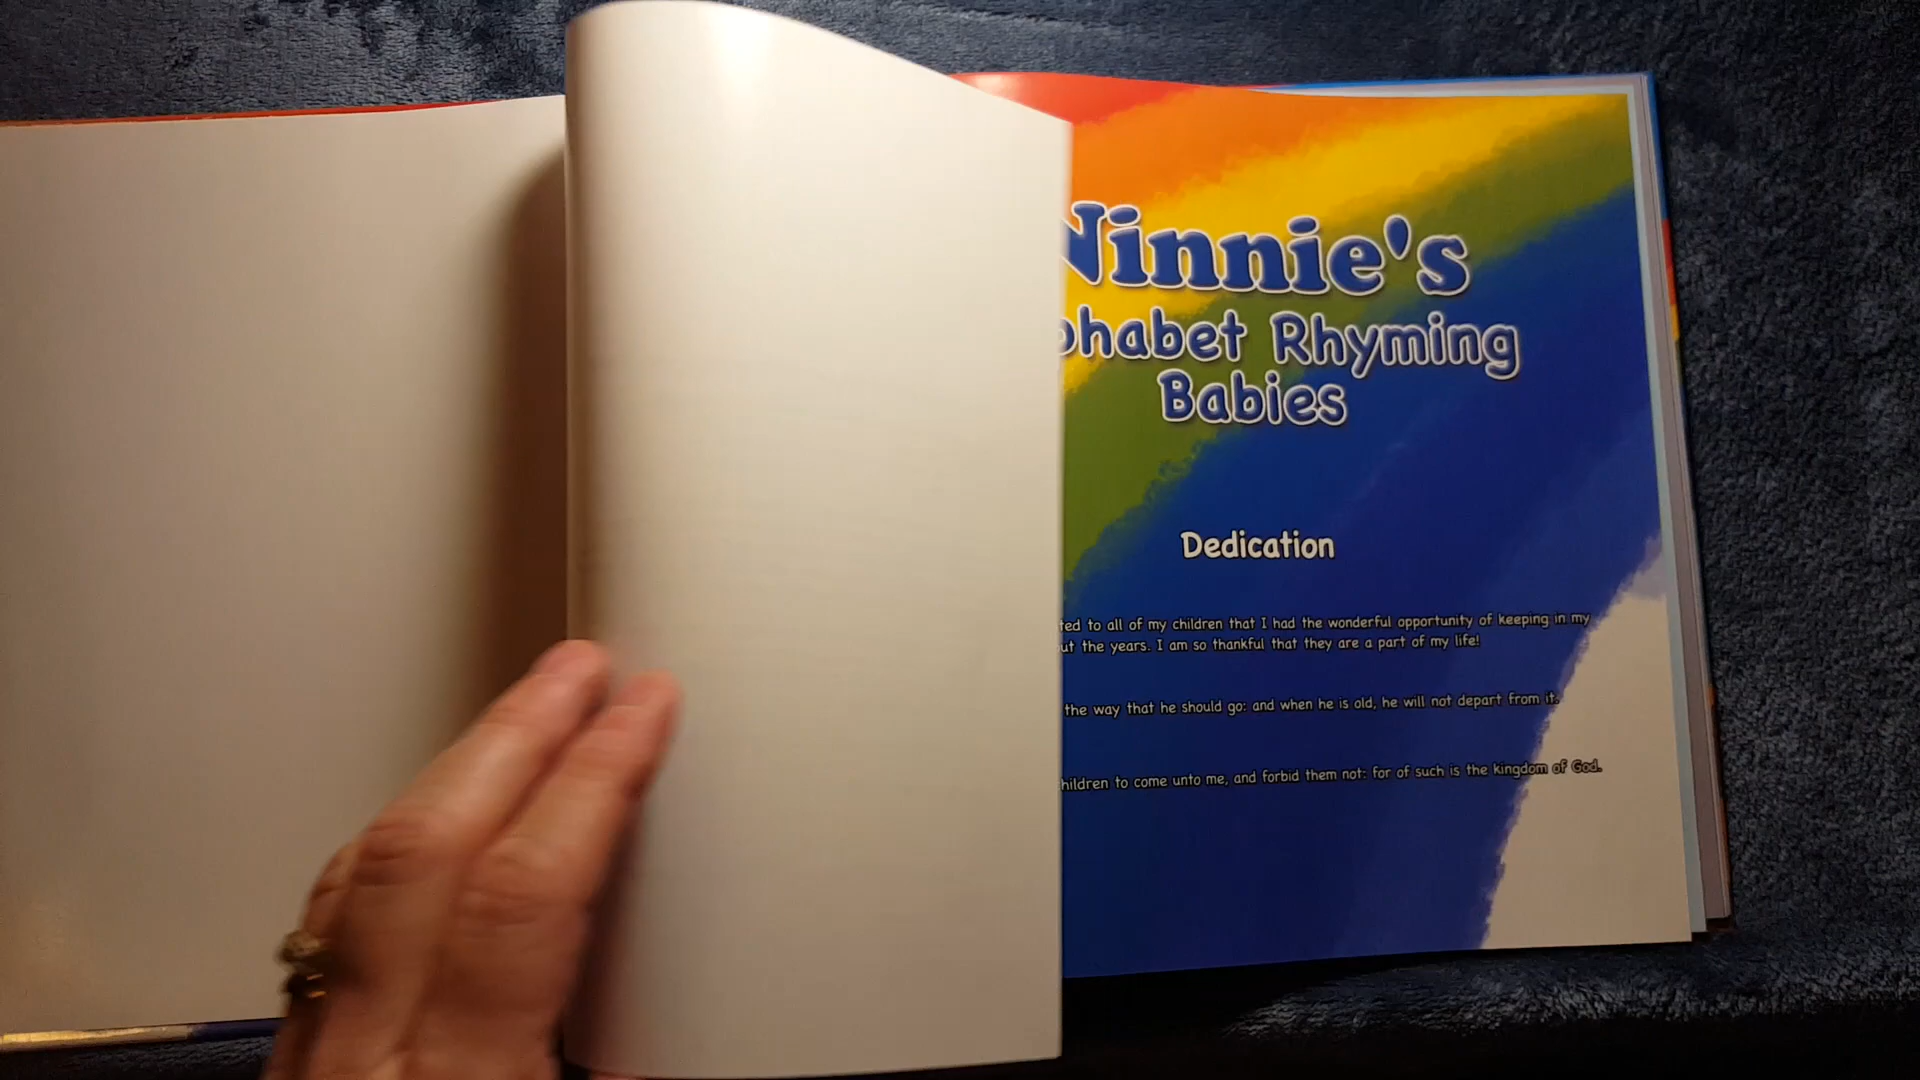 Ninnie's
phabet Rhyming
Babies
Dedication
ted to all of my children that I had the wonderful opportunity of keeping in my
ut the years. I am so thankful that they are a part of my life!
the way that he should go: and when he is old, he will not depart from it.
hildren to come unto me, and forbid them not: for of such is the kingdom of God.